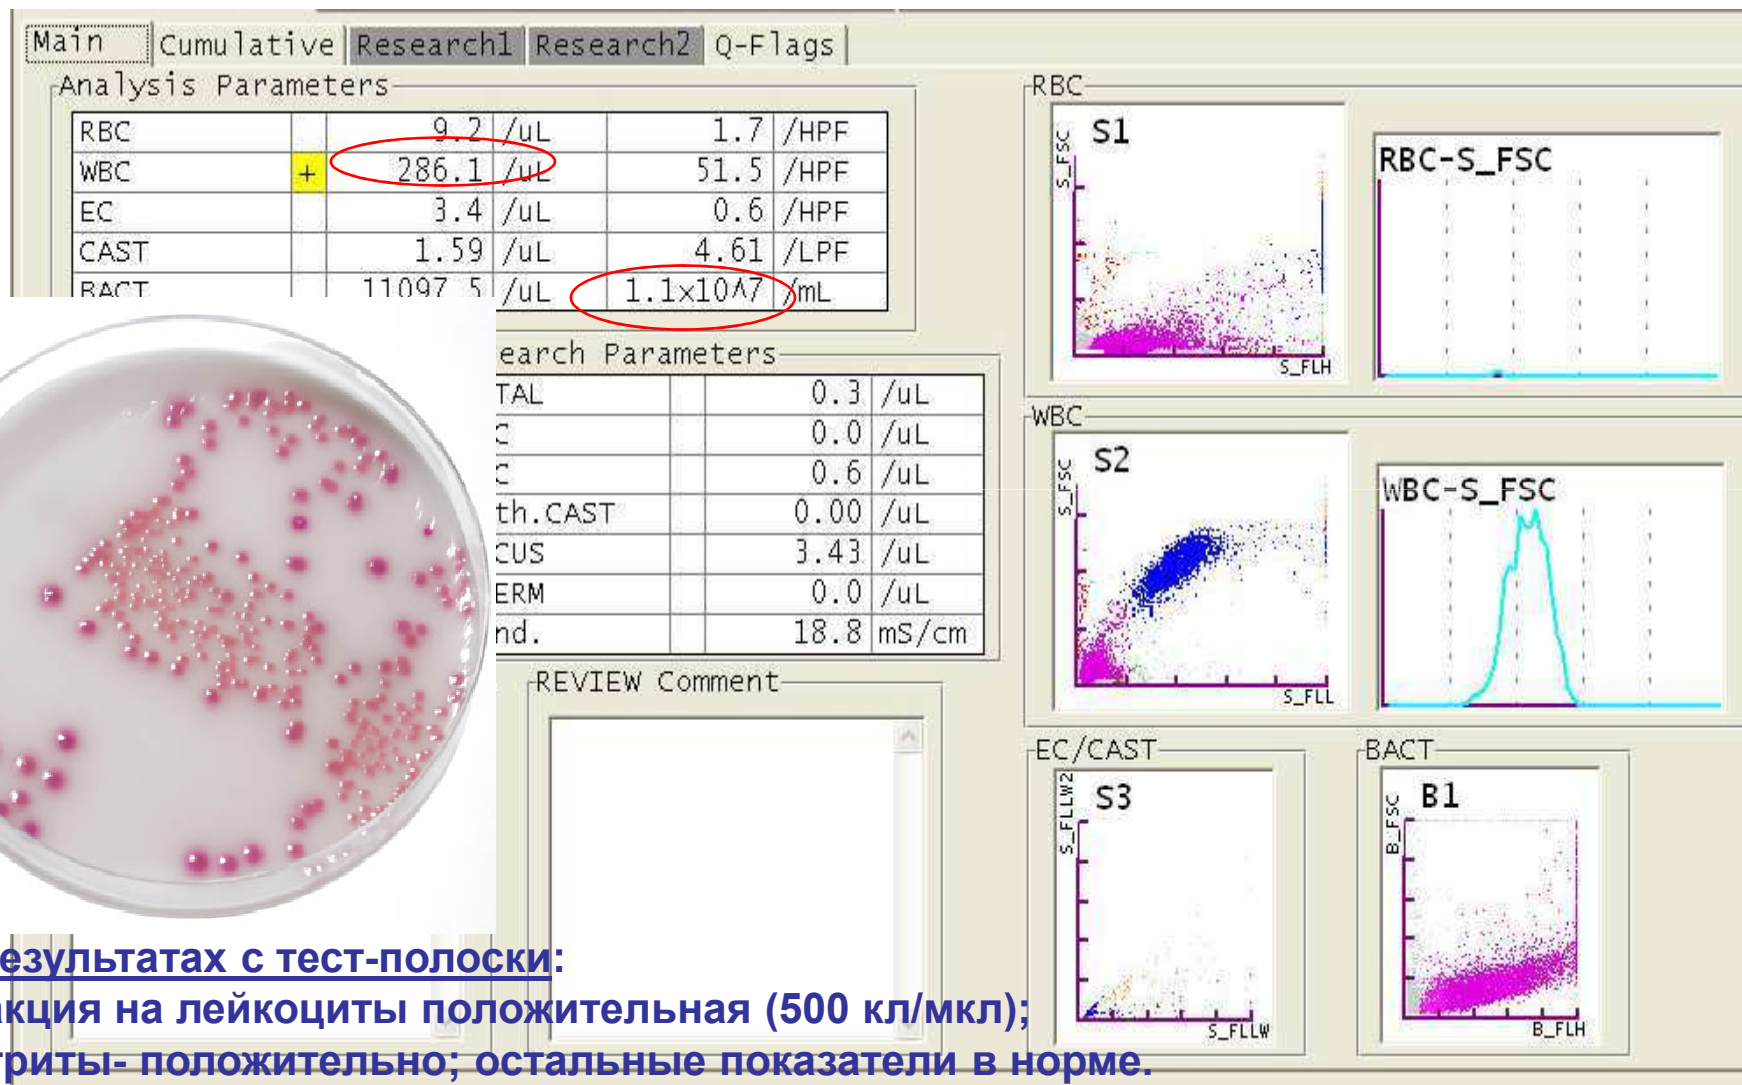 Main Cumulative Research1 Research2 Q-Flags
Analysis Parameters
RBC 9.2 /uL 1.7 /HPF
WBC + 286.1 /uL 51.5 /HPF
EC 3.4 /uL 0.6 /HPF
CAST 1.59 /uL 4.61 /LPF
BACT 11097.5 /uL 1.1x10^7 /mL
earch Parameters
TAL 0.3 /uL
C 0.0 /uL
C 0.6 /uL
th.CAST 0.00 /uL
CUS 3.43 /uL
ERM 0.0 /uL
nd. 18.8 mS/cm
REVIEW Comment
RBC
S1
S_FSC
S_FLH
RBC-S_FSC
WBC
S2
S_FSC
S_FLL
WBC-S_FSC
EC/CAST
S3
S_FLLW2
S_FLLW
BACT
B1
B_FSC
B_FLH
езультатах с тест-полоски:
акция на лейкоциты положительная (500 кл/мкл);
триты- положительно; остальные показатели в норме.